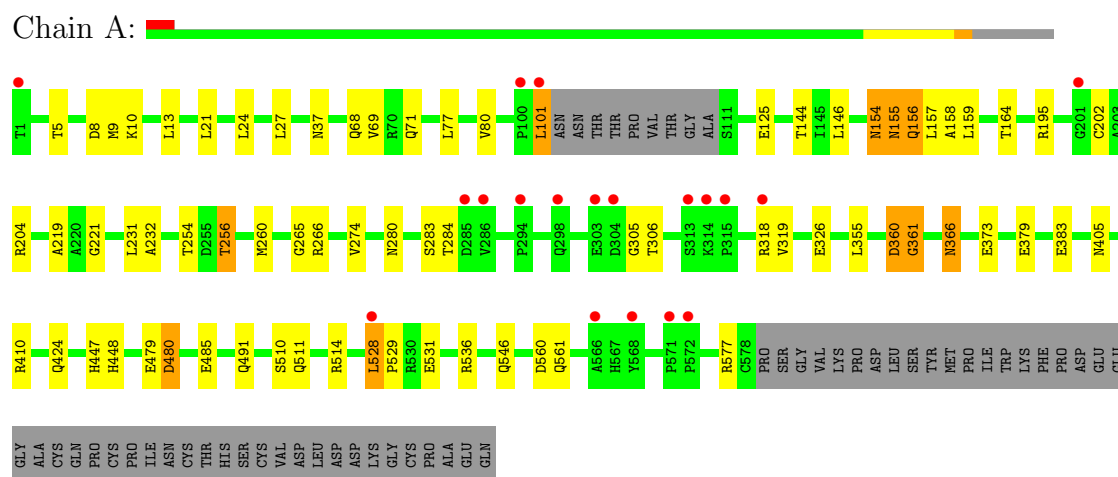 Chain A:
T1 T5 D8 M9 K10 L13 L21 L24 L27 N37 Q68 V69 R70 Q71 L77 V80 P100 L101 ASN ASN THR THR PRO VAL THR GLY ALA S111 E125 T144 I145 L146 N154 N155 Q156 L157 A158 L159 T164 R195 G201 C202 A203
R204 A219 A220 G221 L231 A232 T254 D255 T256 M260 G265 R266 V274 N280 S283 T284 D285 V286 P294 Q298 E303 D304 G305 T306 S313 K314 P315 R318 V319 E326 L355 D360 G361 N366 E373 E379 E383 N405
R410 Q424 H447 H448 E479 D480 E485 Q491 S510 Q511 R514 L528 P529 R530 E531 R536 Q546 D560 Q561 A566 H567 Y568 P571 P572 R577 C578 PRO SER GLY VAL LYS PRO ASP LEU SER TYR MET PRO ILE TRP LYS PHE PRO ASP GLU GLU
GLY ALA CYS GLN PRO CYS PRO ILE ASN CYS THR HIS SER CYS VAL ASP LEU ASP ASP LYS GLY CYS PRO ALA GLU GLN